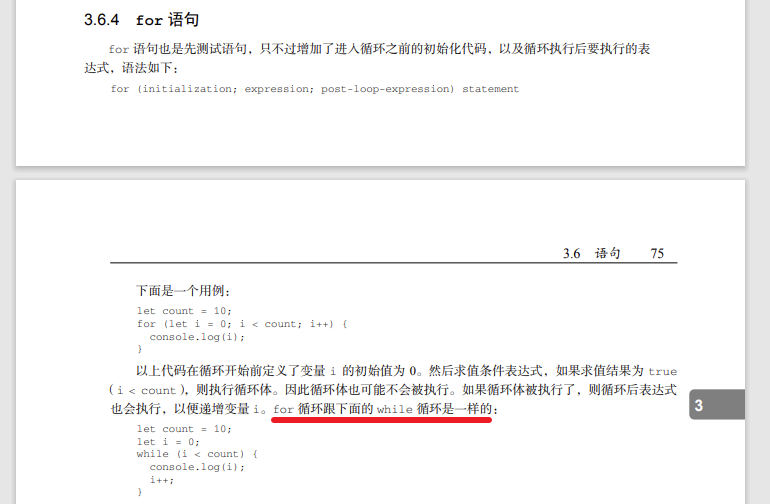 3.6.4 for 语句
for 语句也是先测试语句，只不过增加了进入循环之前的初始化代码，以及循环执行后要执行的表
达式，语法如下：
for (initialization; expression; post-loop-expression) statement
3.6 语句 75
下面是一个用例：
let count = 10;
for (let i = 0; i < count; i++) {
console.log(i);
}
以上代码在循环开始前定义了变量 i 的初始值为 0。然后求值条件表达式，如果求值结果为 true
（i < count），则执行循环体。因此循环体也可能不会被执行。如果循环体被执行了，则循环后表达式
也会执行，以便递增变量 i。for 循环跟下面的 while 循环是一样的：
3
let count = 10;
let i = 0;
while (i < count) {
console.log(i);
i++;
}